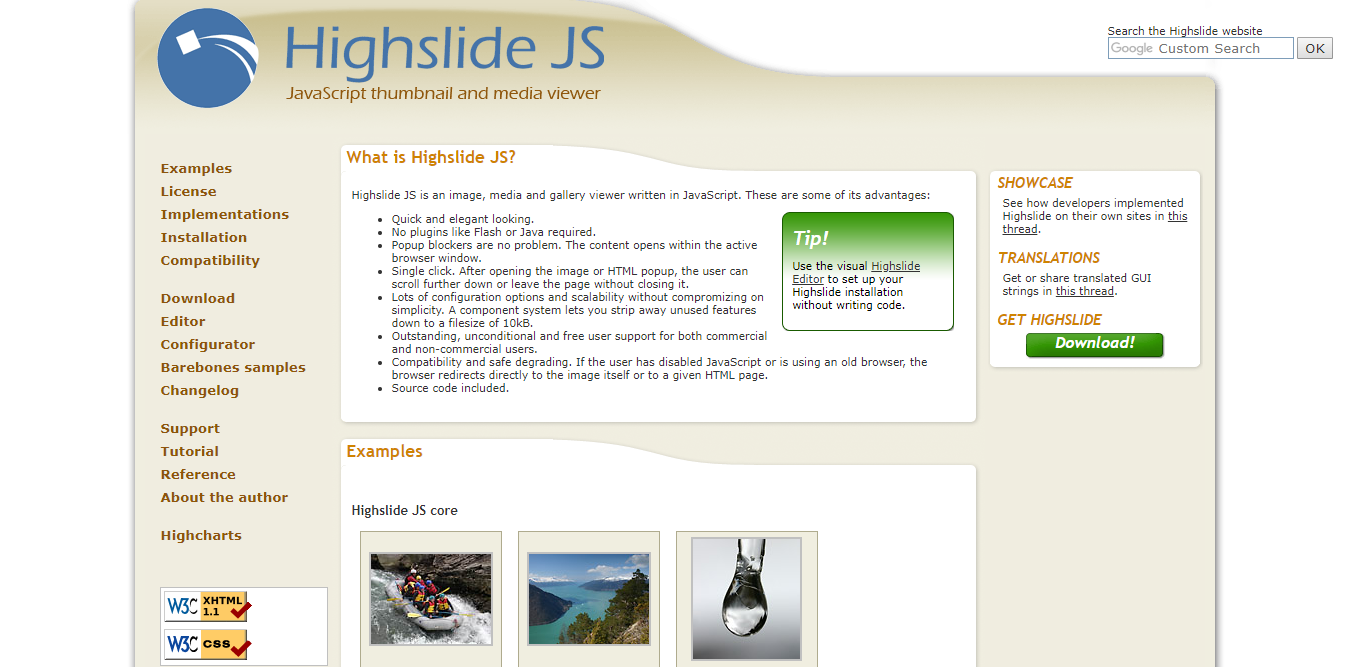 Highslide JS
JavaScript thumbnail and media viewer
Search the Highslide website
Google Custom Search
OK
Examples
License
Implementations
Installation
Compatibility
Download
Editor
Configurator
Barebones samples
Changelog
Support
Tutorial
Reference
About the author
Highcharts
W3C XHTML
1.1
W3C css
What is Highslide JS?
Highslide JS is an image, media and gallery viewer written in JavaScript. These are some of its advantages:
Quick and elegant looking.
No plugins like Flash or Java required.
Popup blockers are no problem. The content opens within the active
browser window.
Single click. After opening the image or HTML popup, the user can
scroll further down or leave the page without closing it.
Lots of configuration options and scalability without compromizing on
simplicity. A component system lets you strip away unused features
down to a filesize of 10kB.
Outstanding, unconditional and free user support for both commercial
and non-commercial users.
Compatibility and safe degrading. If the user has disabled JavaScript or is using an old browser, the
browser redirects directly to the image itself or to a given HTML page.
Source code included.
Tip!
Use the visual Highslide
Editor to set up your
Highslide installation
without writing code.
Examples
Highslide JS core
SHOWCASE
See how developers implemented
Highslide on their own sites in this
thread.
TRANSLATIONS
Get or share translated GUI
strings in this thread.
GET HIGHSLIDE
Download!